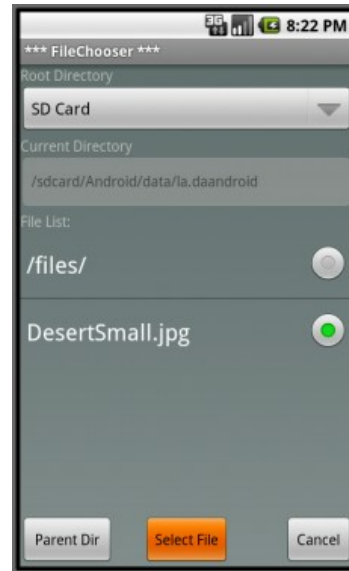 3G 8:22 PM
*** FileChooser ***
Root Directory
SD Card
Current Directory
/sdcard/Android/data/la.daandroid
File List:
/files/
DesertSmall.jpg
Parent Dir Select File Cancel